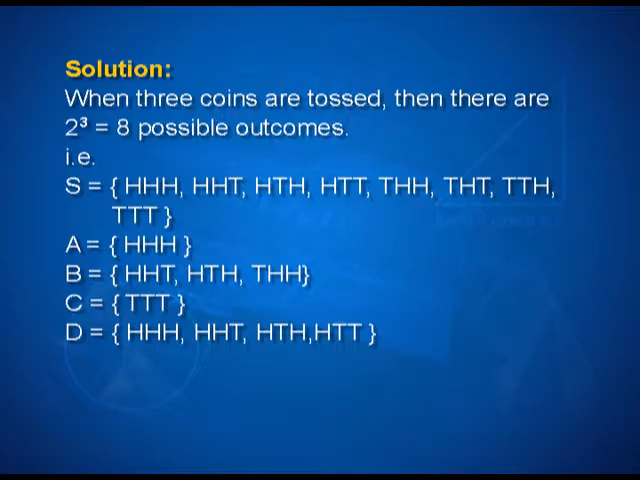 Solution:
When three coins are tossed, then there are
2³ = 8 possible outcomes.
i.e.
S = { HHH, HHT, HTH, HTT, THH, THT, TTH,
TTT }
A = { HHH }
B = { HHT, HTH, THH}
C = { TTT }
D = { HHH, HHT, HTH,HTT }